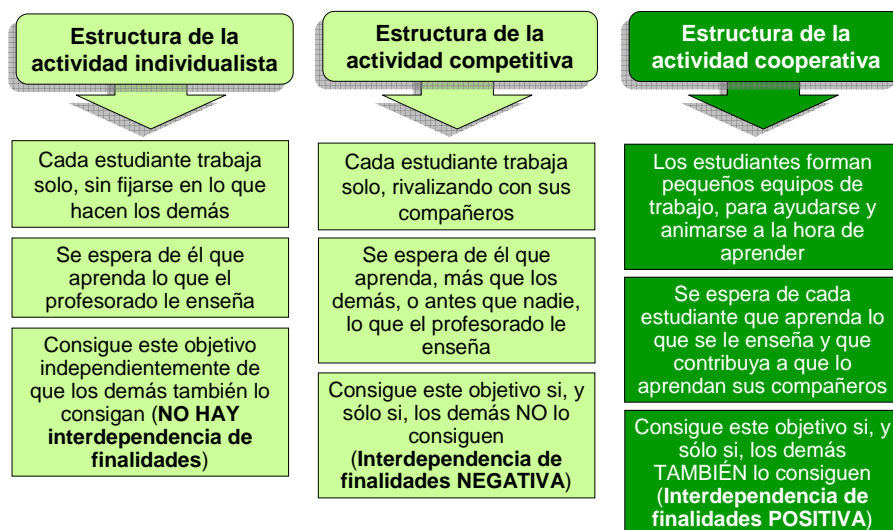 Estructura de la
actividad individualista
Cada estudiante trabaja
solo, sin fijarse en lo que
hacen los demás
Se espera de él que
aprenda lo que el
profesorado le enseña
Consigue este objetivo
independientemente de
que los demás también lo
consigan (NO HAY
interdependencia de
finalidades)
Estructura de la
actividad competitiva
Cada estudiante trabaja
solo, rivalizando con sus
compañeros
Se espera de él que
aprenda, más que los
demás, o antes que nadie,
lo que el profesorado le
enseña
Consigue este objetivo si, y
sólo si, los demás NO lo
consiguen
(Interdependencia de
finalidades NEGATIVA)
Estructura de la
actividad cooperativa
Los estudiantes forman
pequeños equipos de
trabajo, para ayudarse y
animarse a la hora de
aprender
Se espera de cada
estudiante que aprenda lo
que se le enseña y que
contribuya a que lo
aprendan sus compañeros
Consigue este objetivo si, y
sólo si, los demás
TAMBIÉN lo consiguen
(Interdependencia de
finalidades POSITIVA)